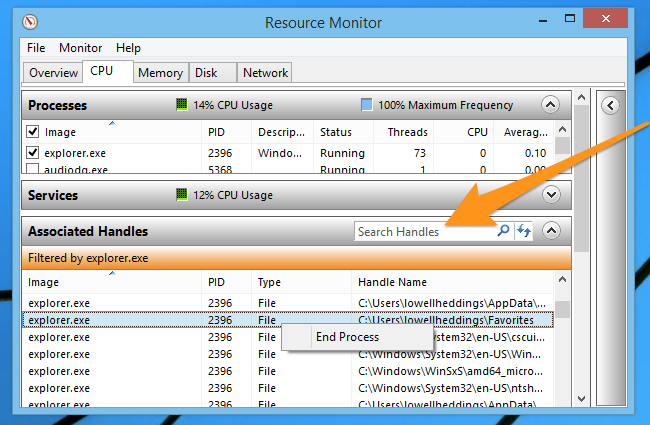 Resource Monitor
File Monitor Help
Overview CPU Memory Disk Network
Processes 14% CPU Usage 100% Maximum Frequency
Image PID Descrip... Status Threads CPU Averag...
explorer.exe 2396 Windo... Running 73 0 0.10
audiodg.exe 5368 Running 1 0 0.00
Services 12% CPU Usage
Associated Handles Search Handles
Filtered by explorer.exe
Image PID Type Handle Name
explorer.exe 2396 File C:\Users\lowellheddings\AppData\...
explorer.exe 2396 File C:\Users\lowellheddings\Favorites
End Process
explorer.exe 2396 File C:\Windows\System32\en-US\cscui...
explorer.exe 2396 File C:\Windows\System32\en-US\Win...
explorer.exe 2396 File C:\Windows\WinSxS\amd64_micro...
explorer.exe 2396 File C:\Windows\System32\en-US\ntsh...
explorer.exe 2396 File C:\Users\lowellheddings\AppData\...